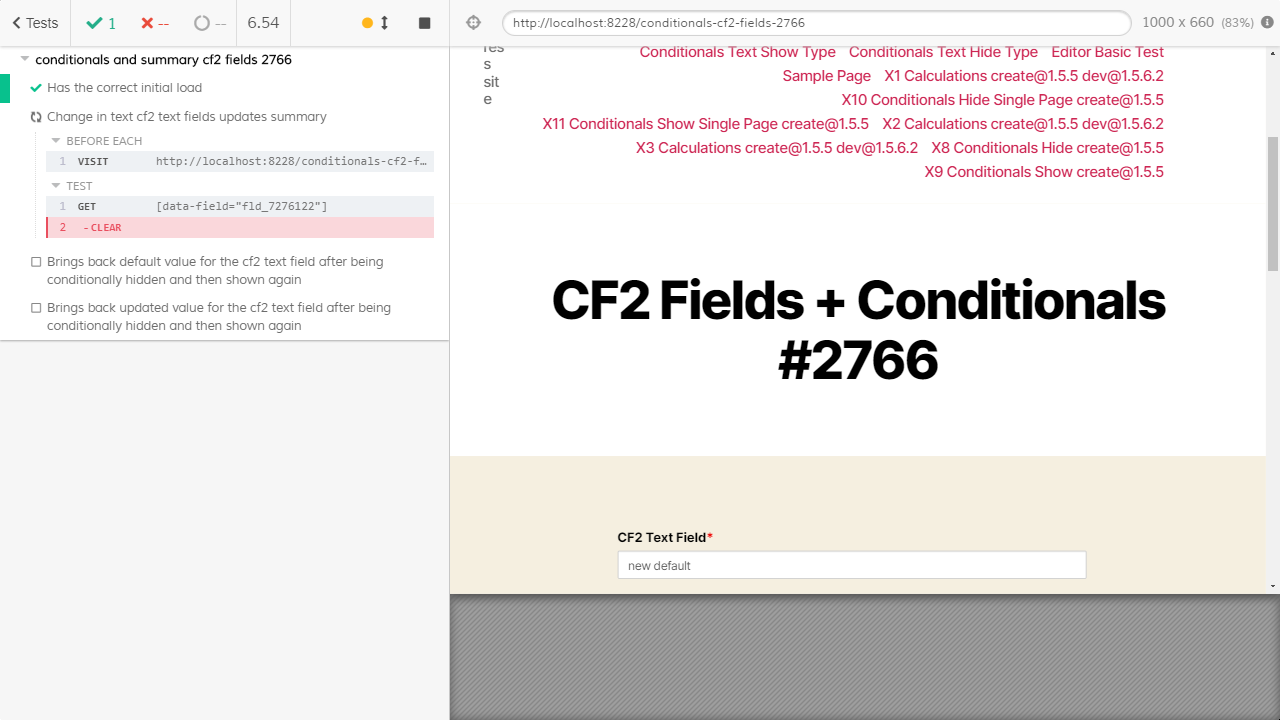 Tests
1
--
--
6.54
http://localhost:8228/conditionals-cf2-fields-2766
1000 x 660 (83%)
conditionals and summary cf2 fields 2766
Has the correct initial load
Change in text cf2 text fields updates summary
BEFORE EACH
1 VISIT http://localhost:8228/conditionals-cf2-f…
TEST
1 GET [data-field="fld_7276122"]
2 -CLEAR
Brings back default value for the cf2 text field after being
conditionally hidden and then shown again
Brings back updated value for the cf2 text field after being
conditionally hidden and then shown again
res
s
sit
e
Conditionals Text Show Type Conditionals Text Hide Type Editor Basic Test
Sample Page X1 Calculations create@1.5.5 dev@1.5.6.2
X10 Conditionals Hide Single Page create@1.5.5
X11 Conditionals Show Single Page create@1.5.5 X2 Calculations create@1.5.5 dev@1.5.6.2
X3 Calculations create@1.5.5 dev@1.5.6.2 X8 Conditionals Hide create@1.5.5
X9 Conditionals Show create@1.5.5
CF2 Fields + Conditionals
#2766
CF2 Text Field*
new default